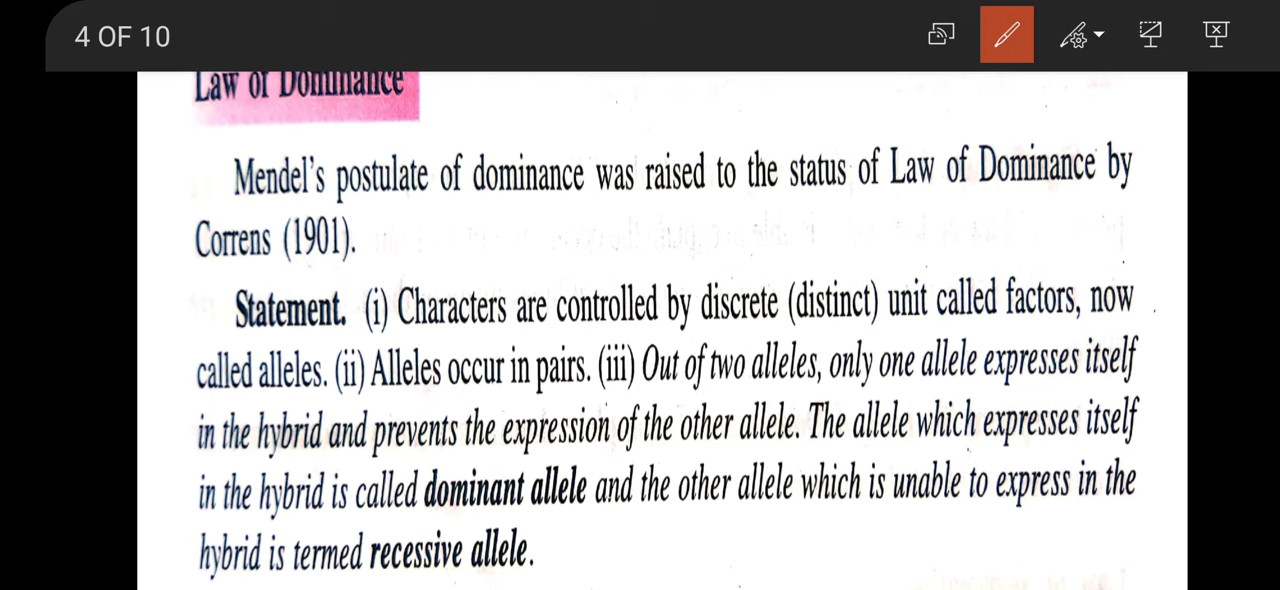 4 OF 10
Law of Dominance
Mendel's postulate of dominance was raised to the status of Law of Dominance by
Correns (1901).
Statement. (i) Characters are controlled by discrete (distinct) unit called factors, now
called alleles. (ii) Alleles occur in pairs. (iii) Out of two alleles, only one allele expresses itself
in the hybrid and prevents the expression of the other allele. The allele which expresses itself
in the hybrid is called dominant allele and the other allele which is unable to express in the
hybrid is termed recessive allele.